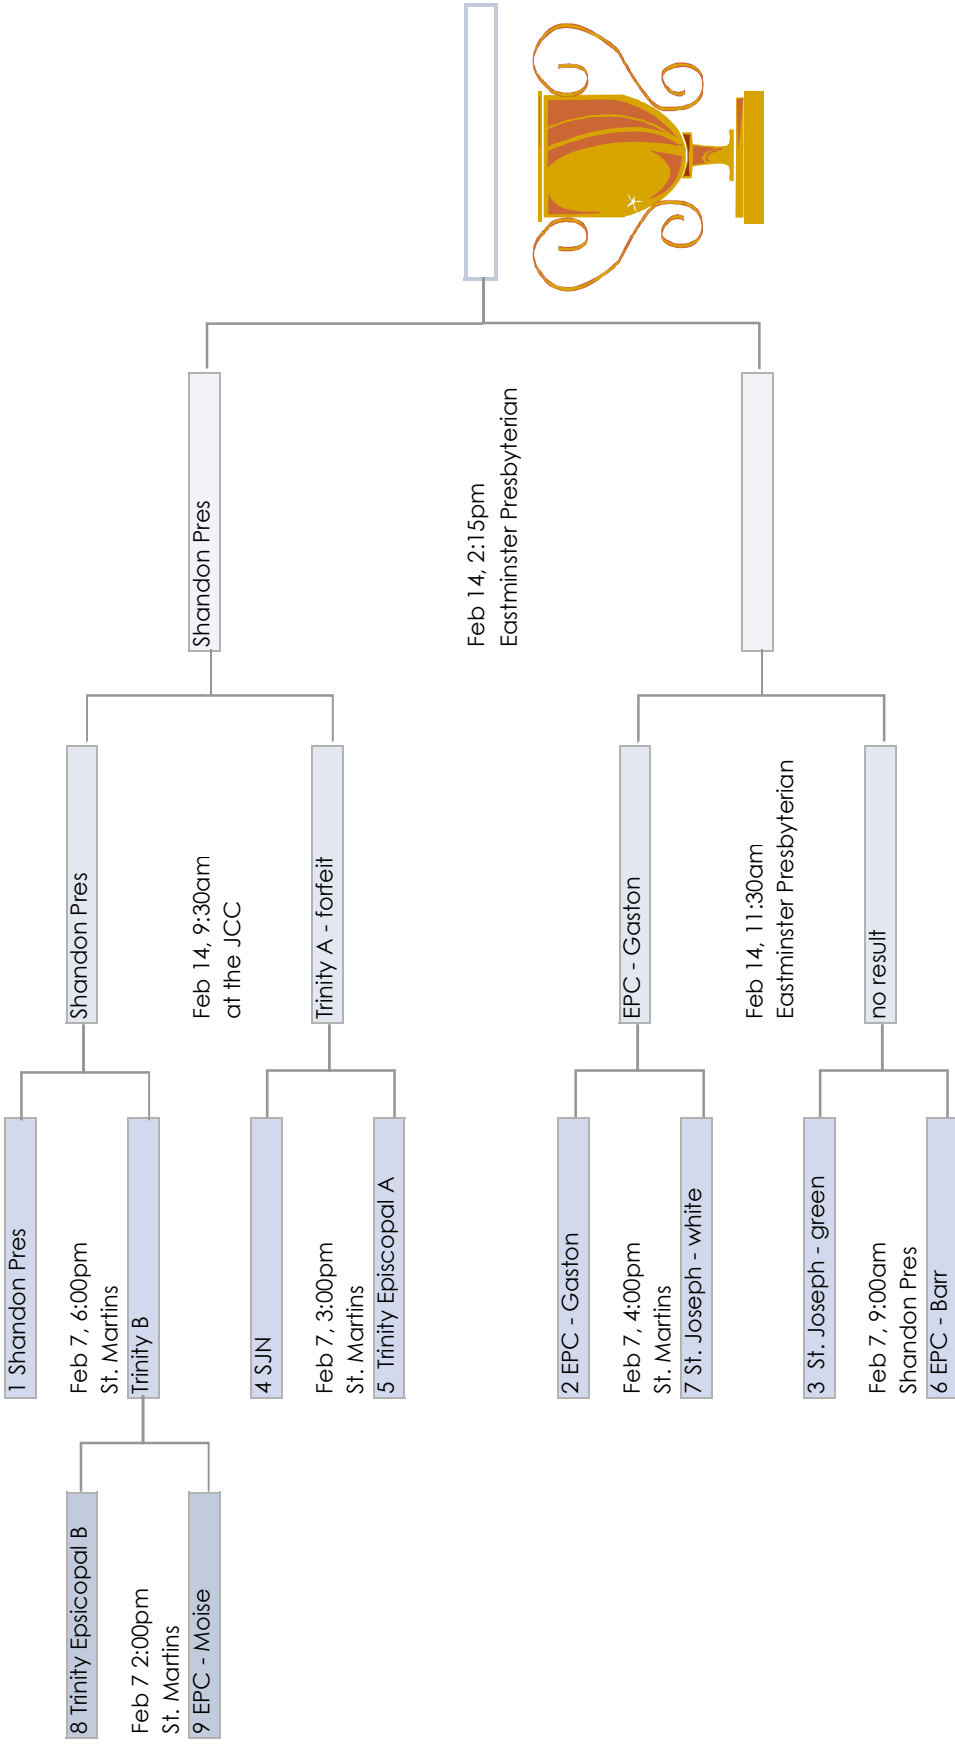 8 Trinity Epsicopal B
Feb 7 2:00pm
St. Martins
9 EPC - Moise
1 Shandon Pres
Feb 7, 6:00pm
St. Martins
Trinity B
4 SJN
Feb 7, 3:00pm
St. Martins
5 Trinity Episcopal A
2 EPC - Gaston
Feb 7, 4:00pm
St. Martins
7 St. Joseph - white
3 St. Joseph - green
Feb 7, 9:00am
Shandon Pres
6 EPC - Barr
Shandon Pres
Feb 14, 9:30am
at the JCC
Trinity A - forfeit
EPC - Gaston
Feb 14, 11:30am
Eastminster Presbyterian
no result
Shandon Pres
Feb 14, 2:15pm
Eastminster Presbyterian